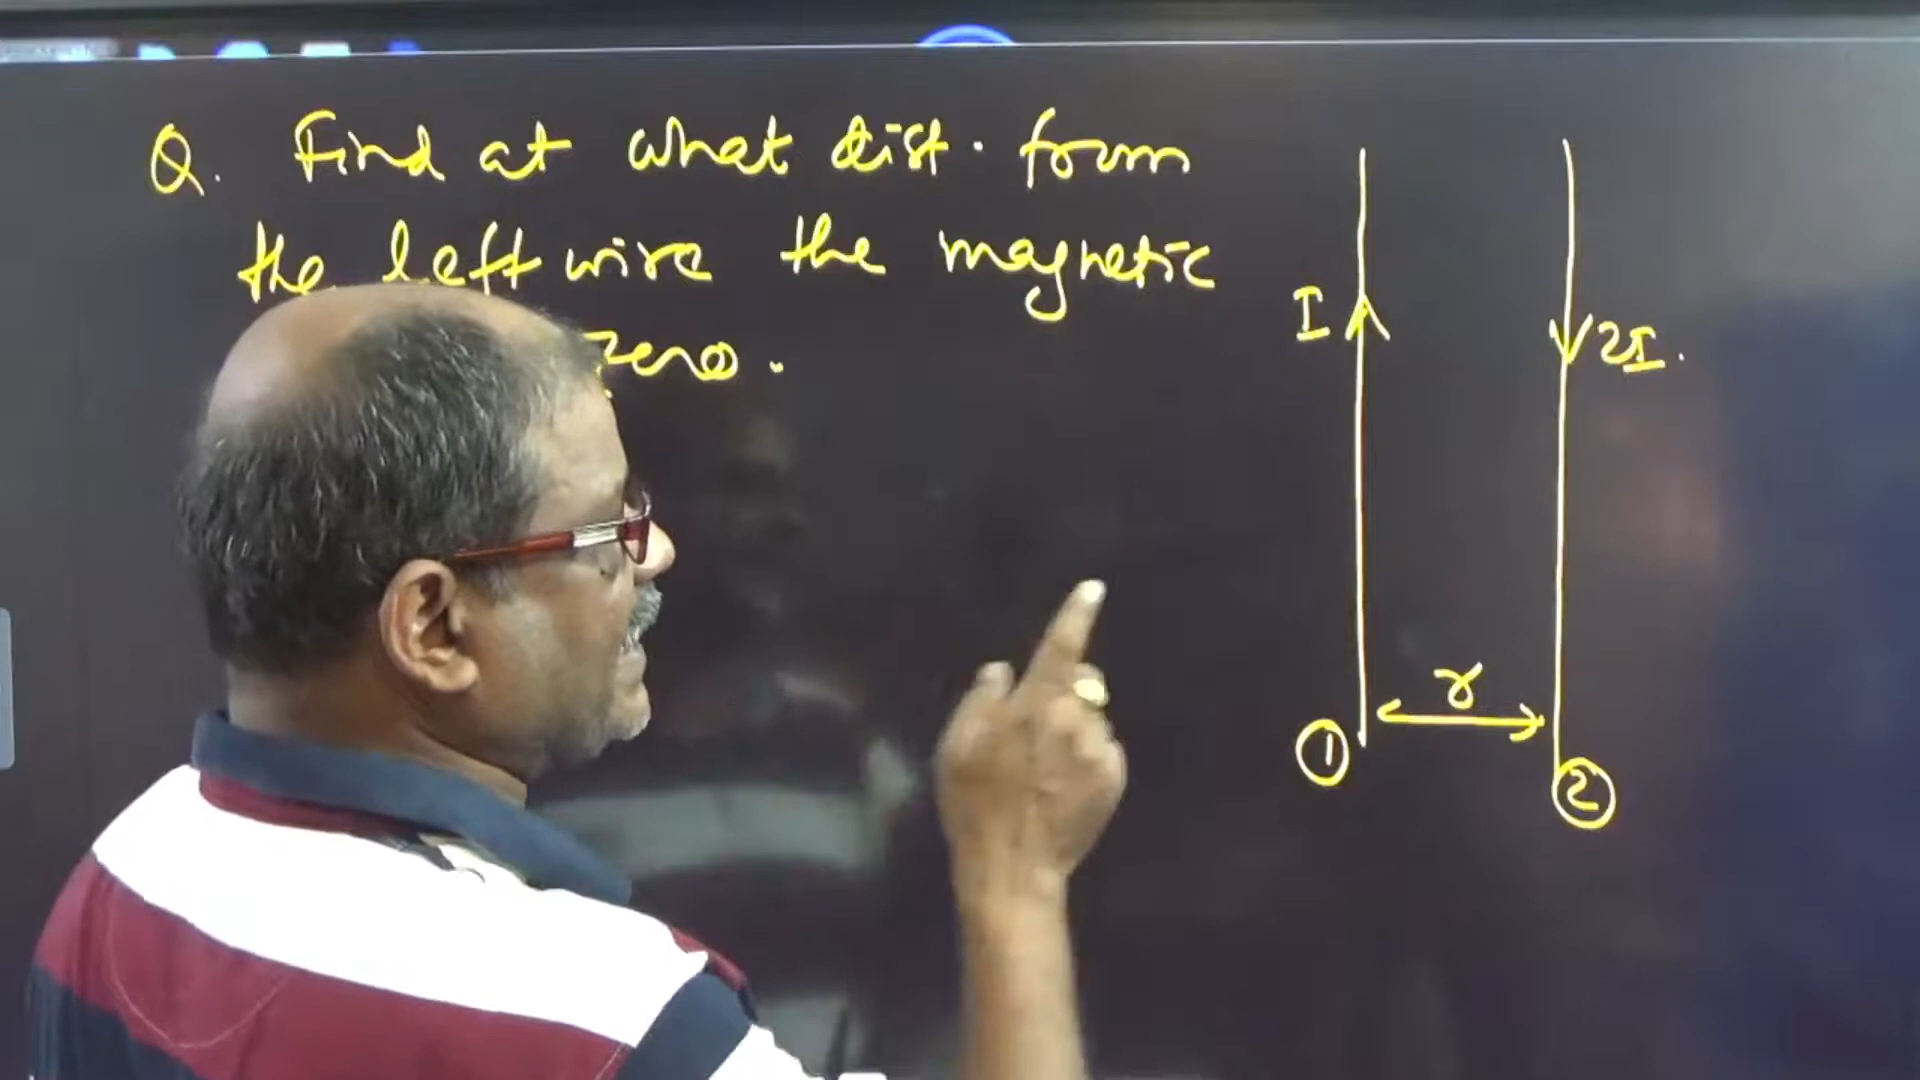 Q. Find at what dist. from
the left wire the magnetic
zero.
I
2I.
r
1
2